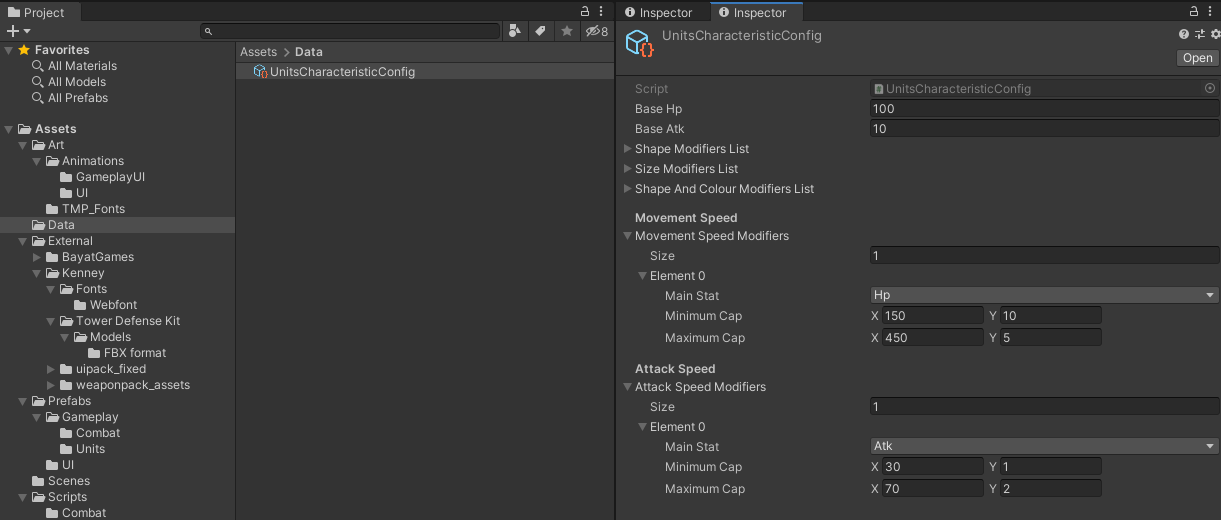 Project
8
Favorites
All Materials
All Models
All Prefabs
Assets
Art
Animations
GameplayUI
UI
TMP_Fonts
Data
External
BayatGames
Kenney
Fonts
Webfont
Tower Defense Kit
Models
FBX format
uipack_fixed
weaponpack_assets
Prefabs
Gameplay
Combat
Units
UI
Scenes
Scripts
Combat
Assets > Data
UnitsCharacteristicConfig
Inspector
Inspector
UnitsCharacteristicConfig
Open
Script UnitsCharacteristicConfig
Base Hp 100
Base Atk 10
Shape Modifiers List
Size Modifiers List
Shape And Colour Modifiers List
Movement Speed
Movement Speed Modifiers
Size 1
Element 0
Main Stat Hp
Minimum Cap X 150 Y 10
Maximum Cap X 450 Y 5
Attack Speed
Attack Speed Modifiers
Size 1
Element 0
Main Stat Atk
Minimum Cap X 30 Y 1
Maximum Cap X 70 Y 2